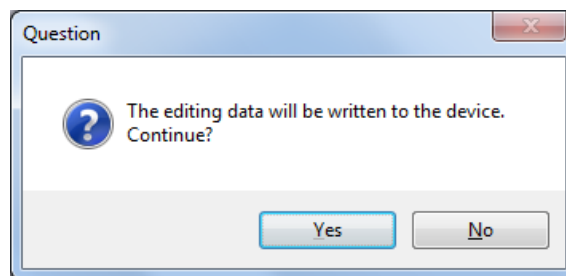 Question
The editing data will be written to the device.
Continue?
Yes
No